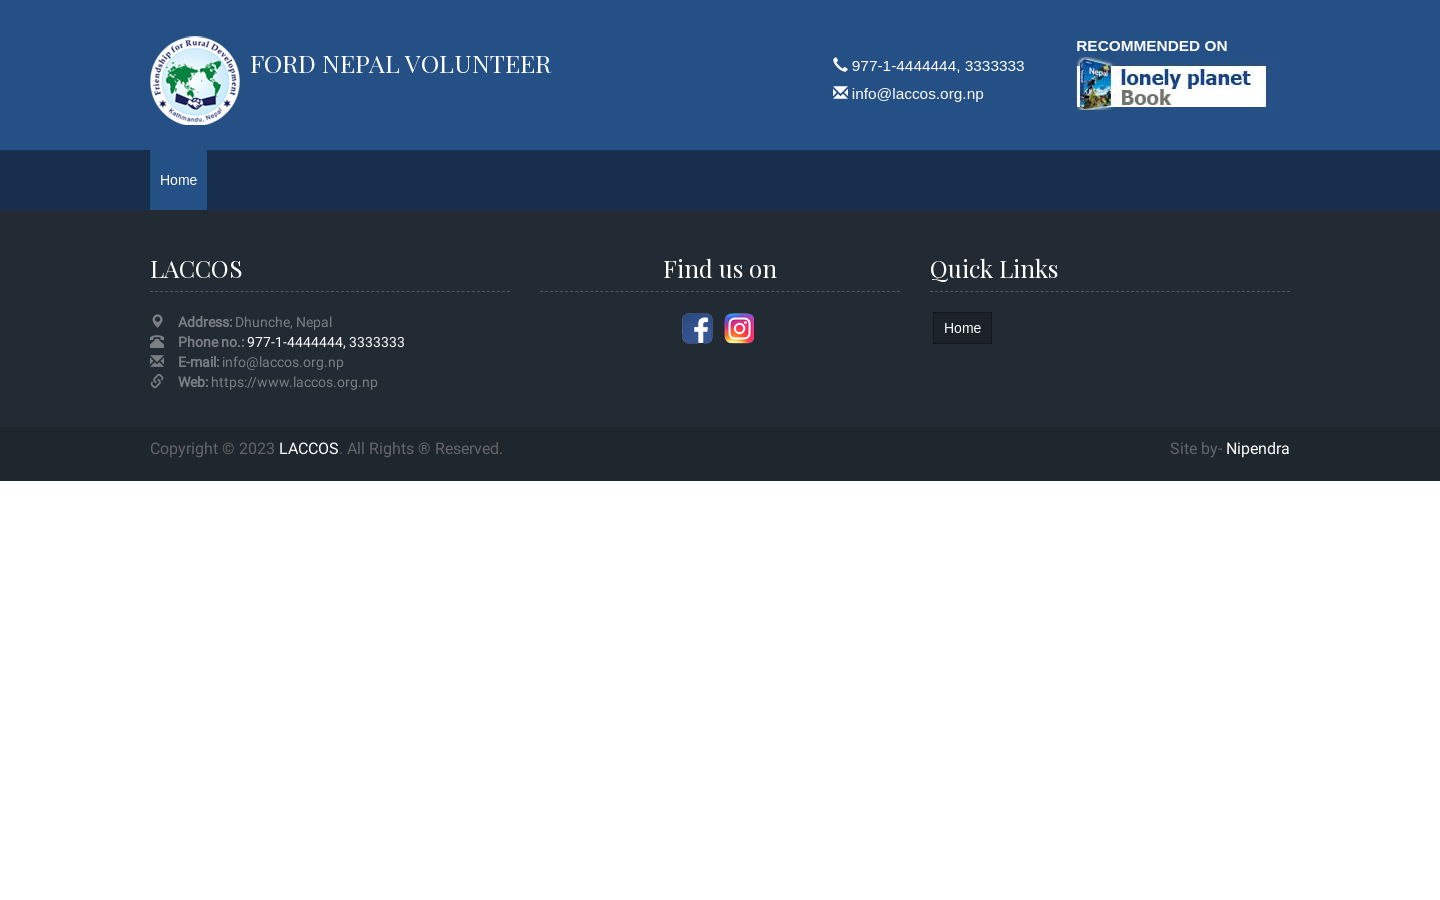 Friendship for Rural Development
Kathmandu, Nepal
FORD NEPAL VOLUNTEER
977-1-4444444, 3333333
info@laccos.org.np
RECOMMENDED ON
Nepal
lonely planet
Book
Home
LACCOS
Address: Dhunche, Nepal
Phone no.: 977-1-4444444, 3333333
E-mail: info@laccos.org.np
Web: https://www.laccos.org.np
Find us on
Quick Links
Home
Copyright © 2023 LACCOS. All Rights ® Reserved.
Site by- Nipendra